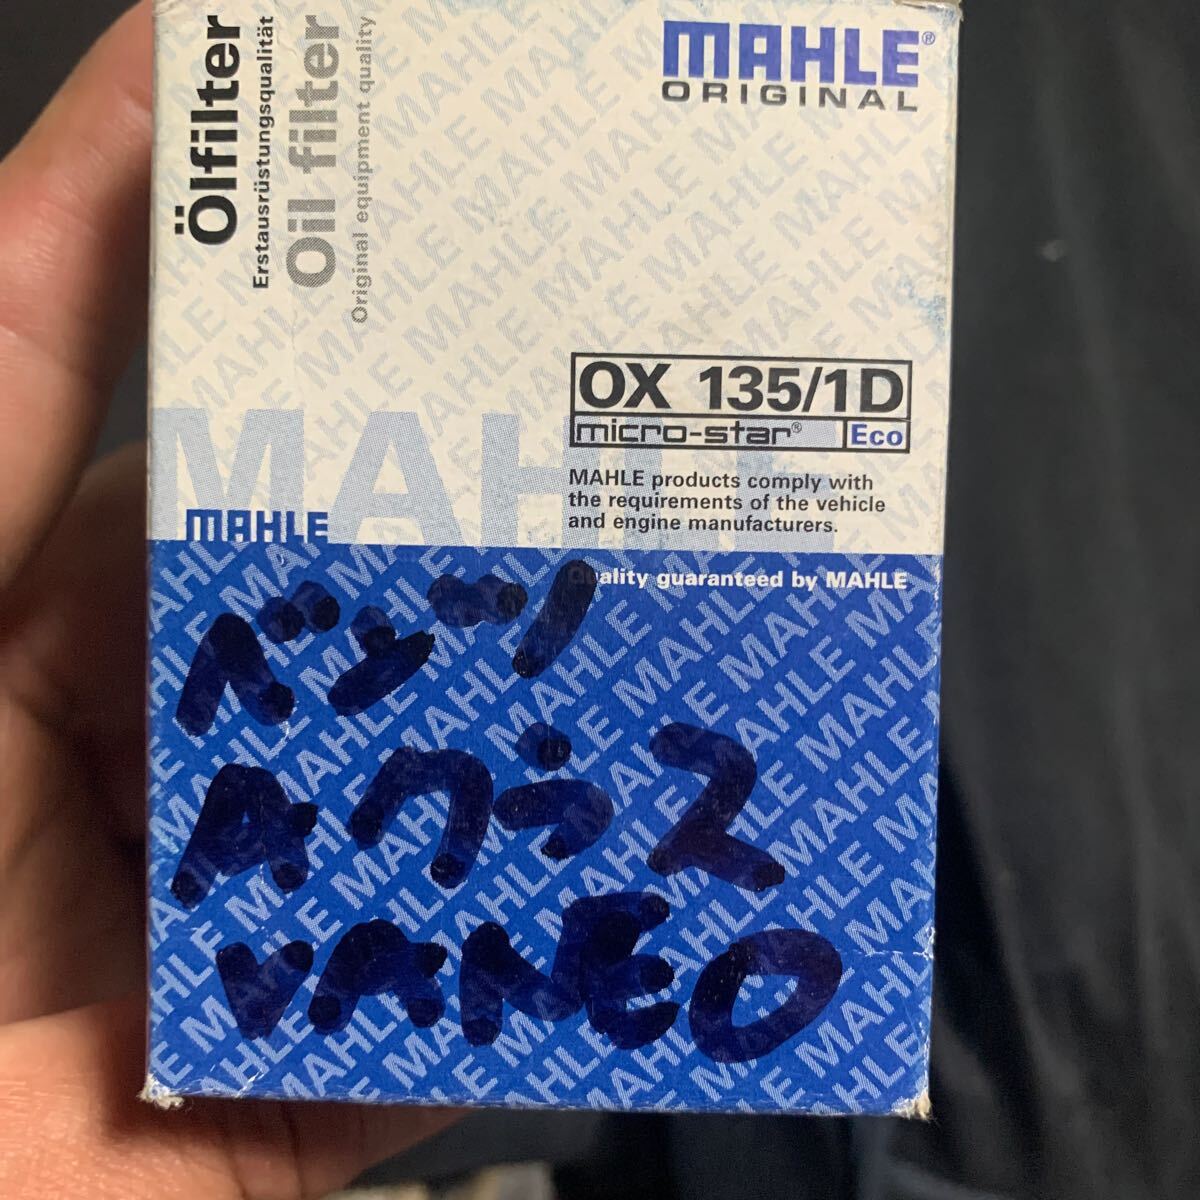 Ölfilter
Erstausrüstungsqualität
Oil filter
Original equipment quality
MAHLE®
ORIGINAL
OX 135/1D
micro-star® Eco
MAHLE products comply with
the requirements of the vehicle
and engine manufacturers.
MAHLE
MAHLE
Quality guaranteed by MAHLE
ベンツ
Aクラス
VANEO